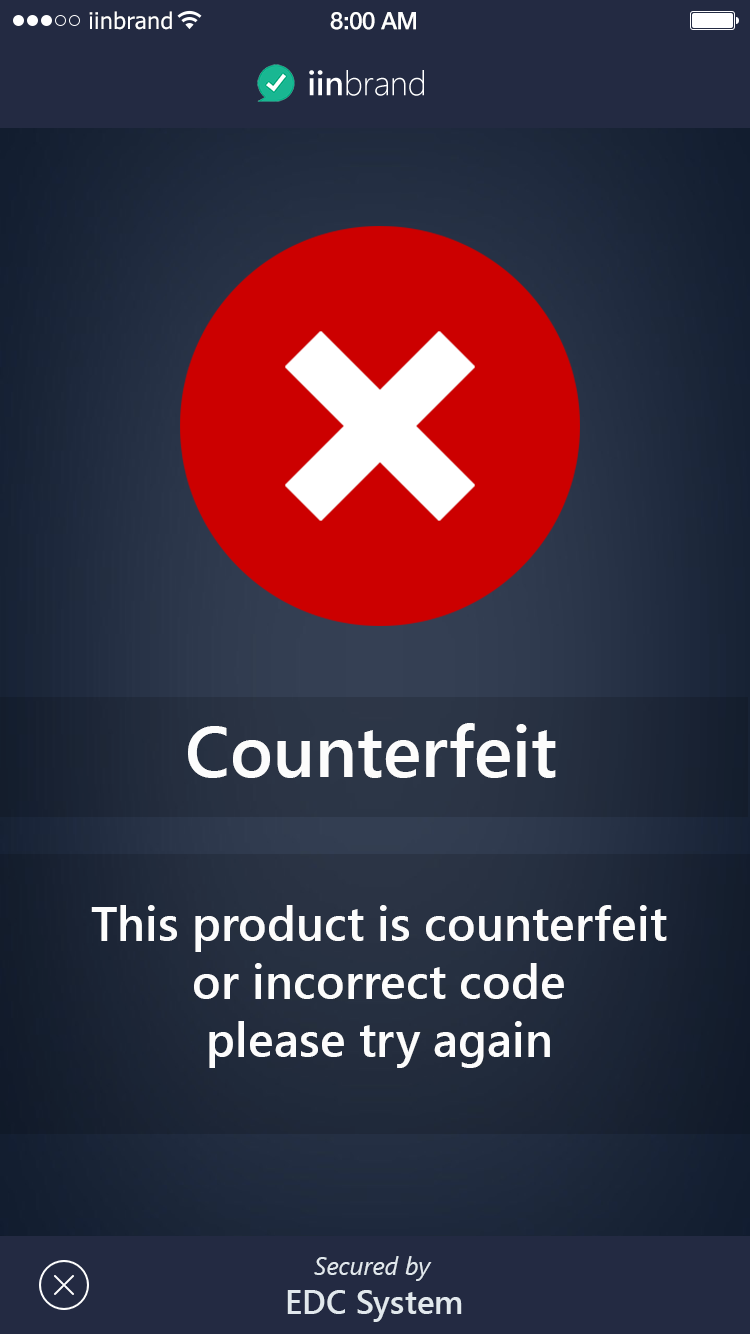 iinbrand 8:00 AM
iinbrand
Counterfeit
This product is counterfeit
or incorrect code
please try again
Secured by
EDC System